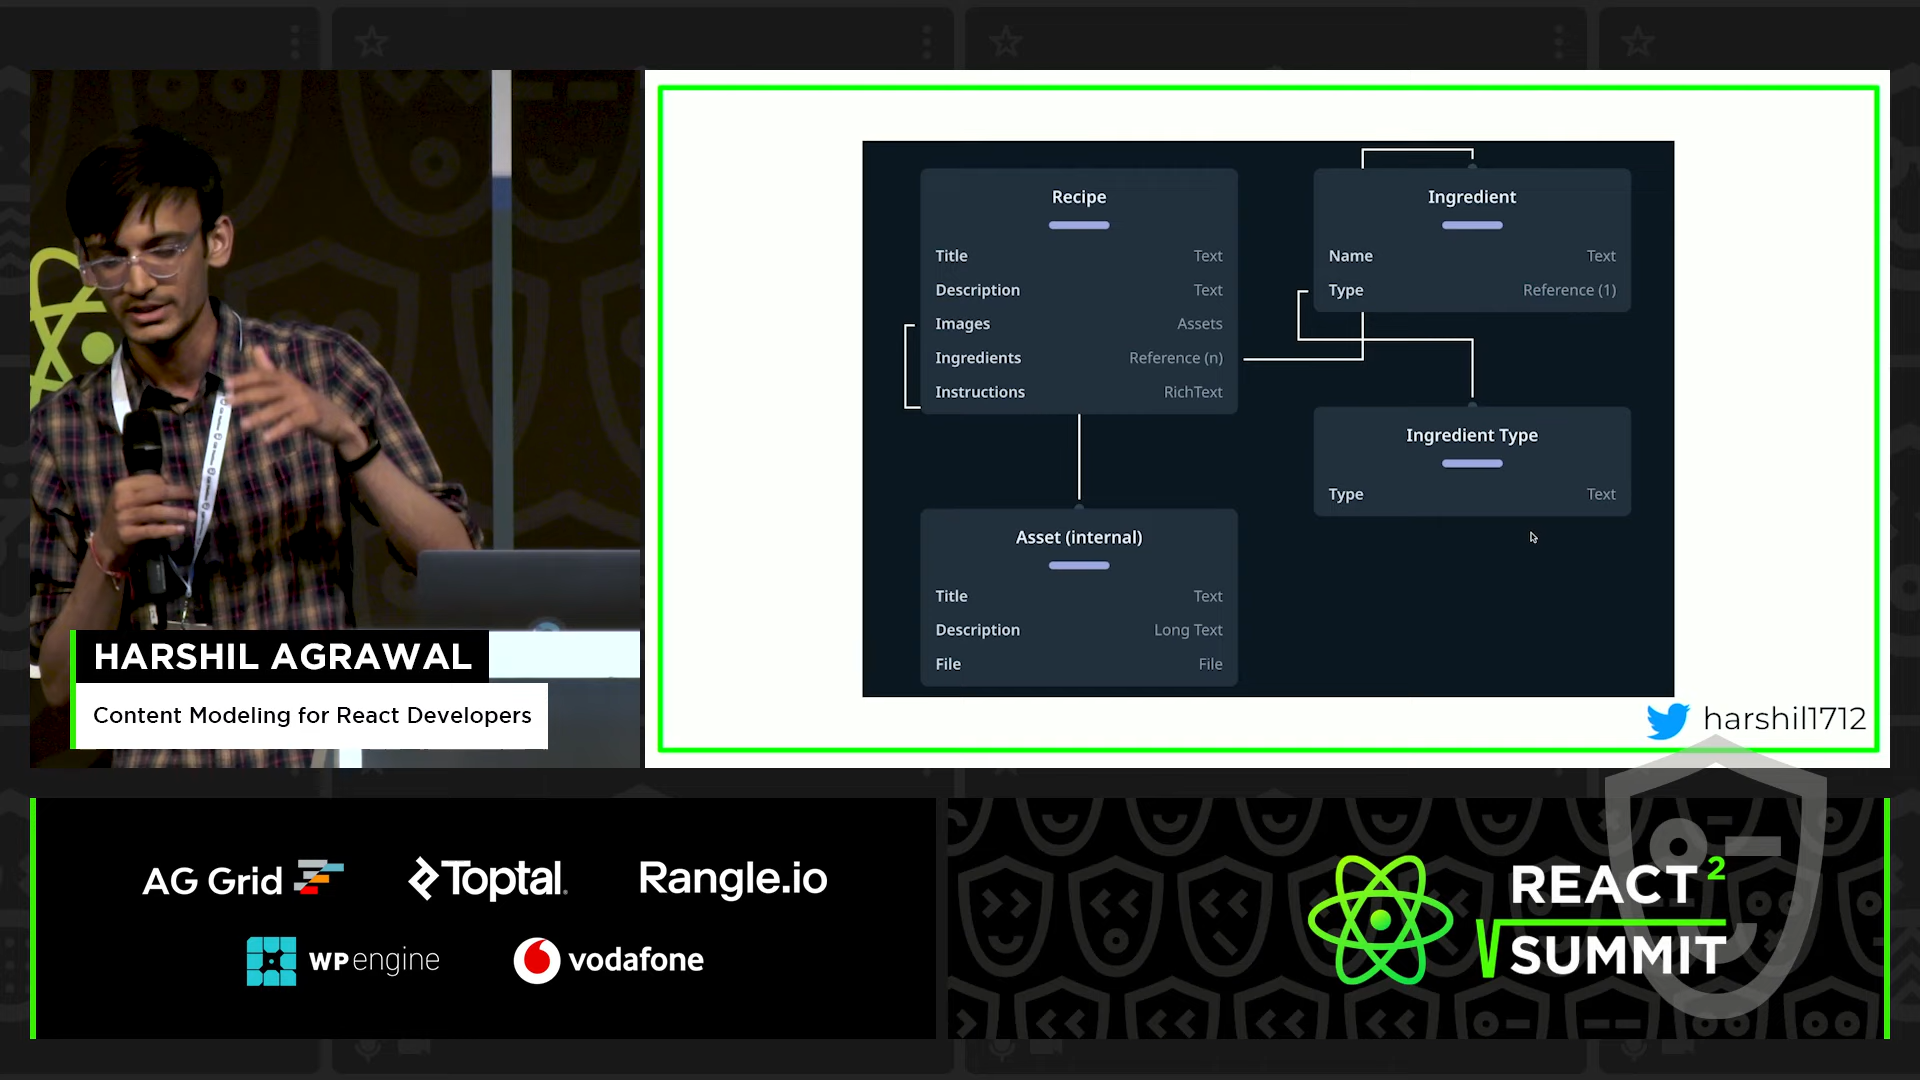 HARSHIL AGRAWAL
Content Modeling for React Developers
Recipe
Title Text
Description Text
Images Assets
Ingredients Reference (n)
Instructions RichText
Asset (internal)
Title Text
Description Long Text
File File
Ingredient
Name Text
Type Reference (1)
Ingredient Type
Type Text
harshil1712
AG Grid
Toptal
Rangle.io
WP engine
vodafone
REACT 2
SUMMIT